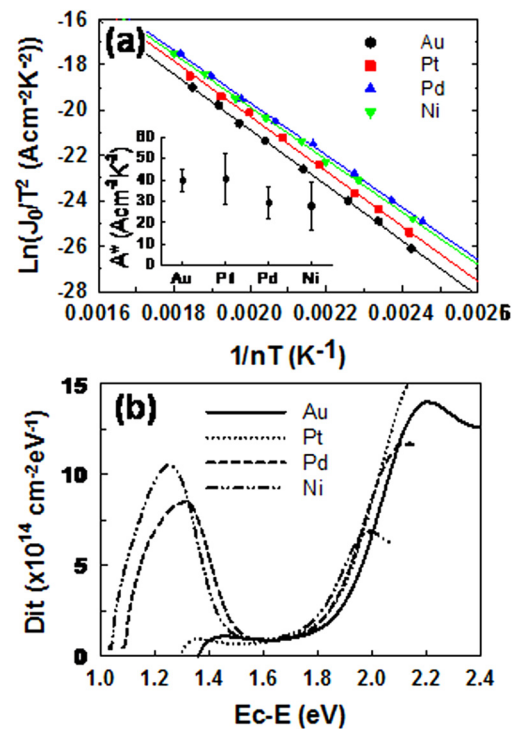 (a)
Au
Pt
Pd
Ni
Ln(J₀/T² (Acm⁻²K⁻²)
-16
-18
-20
-22
-24
-26
-28
60
50
40
30
20
10
0
A* (Acm⁻²K⁻²)
Au Pt Pd Ni
0.0016 0.0018 0.0020 0.0022 0.0024 0.0026
1/nT (K⁻¹)
(b)
Au
Pt
Pd
Ni
Dit (x10¹⁴ cm⁻²eV⁻¹)
15
10
5
0
1.0 1.2 1.4 1.6 1.8 2.0 2.2 2.4
Ec-E (eV)